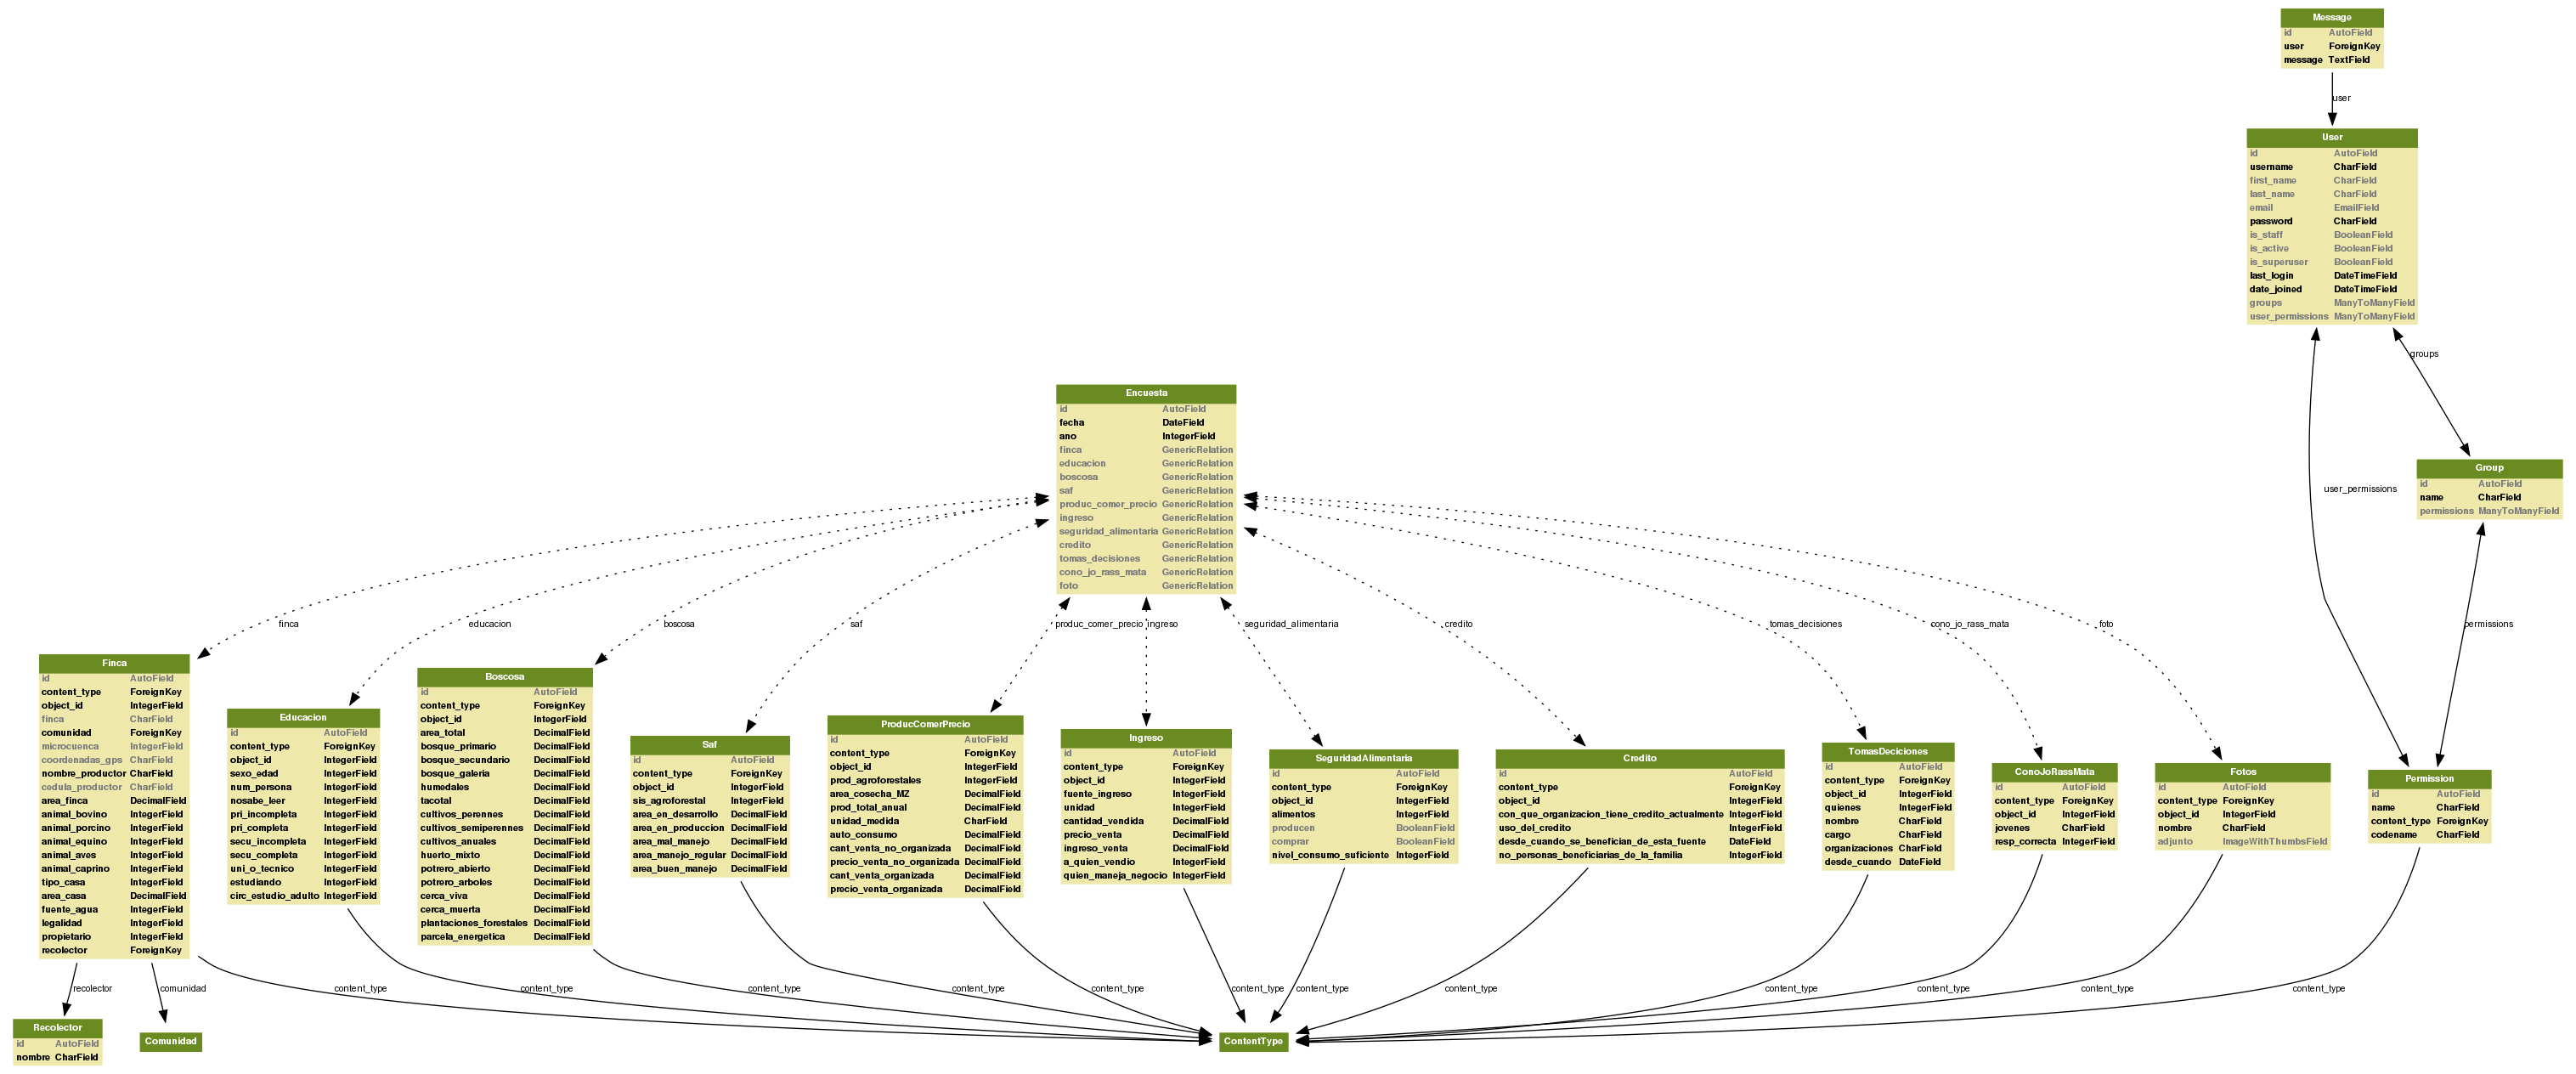 Message
id AutoField
user ForeignKey
message TextField
user
User
id AutoField
username CharField
first_name CharField
last_name CharField
email EmailField
password CharField
is_staff BooleanField
is_active BooleanField
is_superuser BooleanField
last_login DateTimeField
date_joined DateTimeField
groups ManyToManyField
user_permissions ManyToManyField
groups
user_permissions
Group
id AutoField
name CharField
permissions ManyToManyField
permissions
Encuesta
id AutoField
fecha DateField
ano IntegerField
finca GenericRelation
educacion GenericRelation
boscosa GenericRelation
saf GenericRelation
produc_comer_precio GenericRelation
ingreso GenericRelation
seguridad_alimentaria GenericRelation
credito GenericRelation
tomas_decisiones GenericRelation
cono_jo_rass_mata GenericRelation
foto GenericRelation
finca
educacion
boscosa
saf
produc_comer_precio
ingreso
seguridad_alimentaria
credito
tomas_decisiones
cono_jo_rass_mata
foto
Finca
id AutoField
content_type ForeignKey
object_id IntegerField
finca CharField
comunidad ForeignKey
microcuenca IntegerField
coordenadas_gps CharField
nombre_productor CharField
cedula_productor CharField
area_finca DecimalField
animal_bovino IntegerField
animal_porcino IntegerField
animal_equino IntegerField
animal_aves IntegerField
animal_caprino IntegerField
tipo_casa IntegerField
area_casa DecimalField
fuente_agua IntegerField
legalidad IntegerField
propietario IntegerField
recolector ForeignKey
Educacion
id AutoField
content_type ForeignKey
object_id IntegerField
sexo_edad IntegerField
num_persona IntegerField
nosabe_leer IntegerField
pri_incompleta IntegerField
pri_completa IntegerField
secu_incompleta IntegerField
secu_completa IntegerField
uni_o_tecnico IntegerField
estudiando IntegerField
circ_estudio_adulto IntegerField
Boscosa
id AutoField
content_type ForeignKey
object_id IntegerField
area_total DecimalField
bosque_primario DecimalField
bosque_secundario DecimalField
bosque_galeria DecimalField
humedales DecimalField
tacotal DecimalField
cultivos_perennes DecimalField
cultivos_semiperennes DecimalField
cultivos_anuales DecimalField
huerto_mixto DecimalField
potrero_abierto DecimalField
potrero_arboles DecimalField
cerca_viva DecimalField
cerca_muerta DecimalField
plantaciones_forestales DecimalField
parcela_energetica DecimalField
Saf
id AutoField
content_type ForeignKey
object_id IntegerField
sis_agroforestal IntegerField
area_en_desarrollo DecimalField
area_en_produccion DecimalField
area_mal_manejo DecimalField
area_manejo_regular DecimalField
area_buen_manejo DecimalField
ProducComerPrecio
id AutoField
content_type ForeignKey
object_id IntegerField
prod_agroforestales IntegerField
area_cosecha_MZ DecimalField
prod_total_anual DecimalField
unidad_medida CharField
auto_consumo DecimalField
cant_venta_no_organizada DecimalField
precio_venta_no_organizada DecimalField
cant_venta_organizada DecimalField
precio_venta_organizada DecimalField
Ingreso
id AutoField
content_type ForeignKey
object_id IntegerField
fuente_ingreso IntegerField
unidad IntegerField
cantidad_vendida DecimalField
precio_venta DecimalField
ingreso_venta DecimalField
a_quien_vendio IntegerField
quien_maneja_negocio IntegerField
SeguridadAlimentaria
id AutoField
content_type ForeignKey
object_id IntegerField
alimentos IntegerField
producen BooleanField
comprar BooleanField
nivel_consumo_suficiente IntegerField
Credito
id AutoField
content_type ForeignKey
object_id IntegerField
con_que_organizacion_tiene_credito_actualmente IntegerField
uso_del_credito IntegerField
desde_cuando_se_benefician_de_esta_fuente DateField
no_personas_beneficiarias_de_la_familia IntegerField
TomasDeciciones
id AutoField
content_type ForeignKey
object_id IntegerField
quienes IntegerField
nombre CharField
cargo CharField
organizaciones CharField
desde_cuando DateField
ConoJoRassMata
id AutoField
content_type ForeignKey
object_id IntegerField
jovenes CharField
resp_correcta IntegerField
Fotos
id AutoField
content_type ForeignKey
object_id IntegerField
nombre CharField
adjunto ImageWithThumbsField
Permission
id AutoField
name CharField
content_type ForeignKey
codename CharField
recolector
comunidad
content_type
content_type
content_type
content_type
content_type
content_type
content_type
content_type
content_type
content_type
content_type
content_type
Recolector
id AutoField
nombre CharField
Comunidad
ContentType